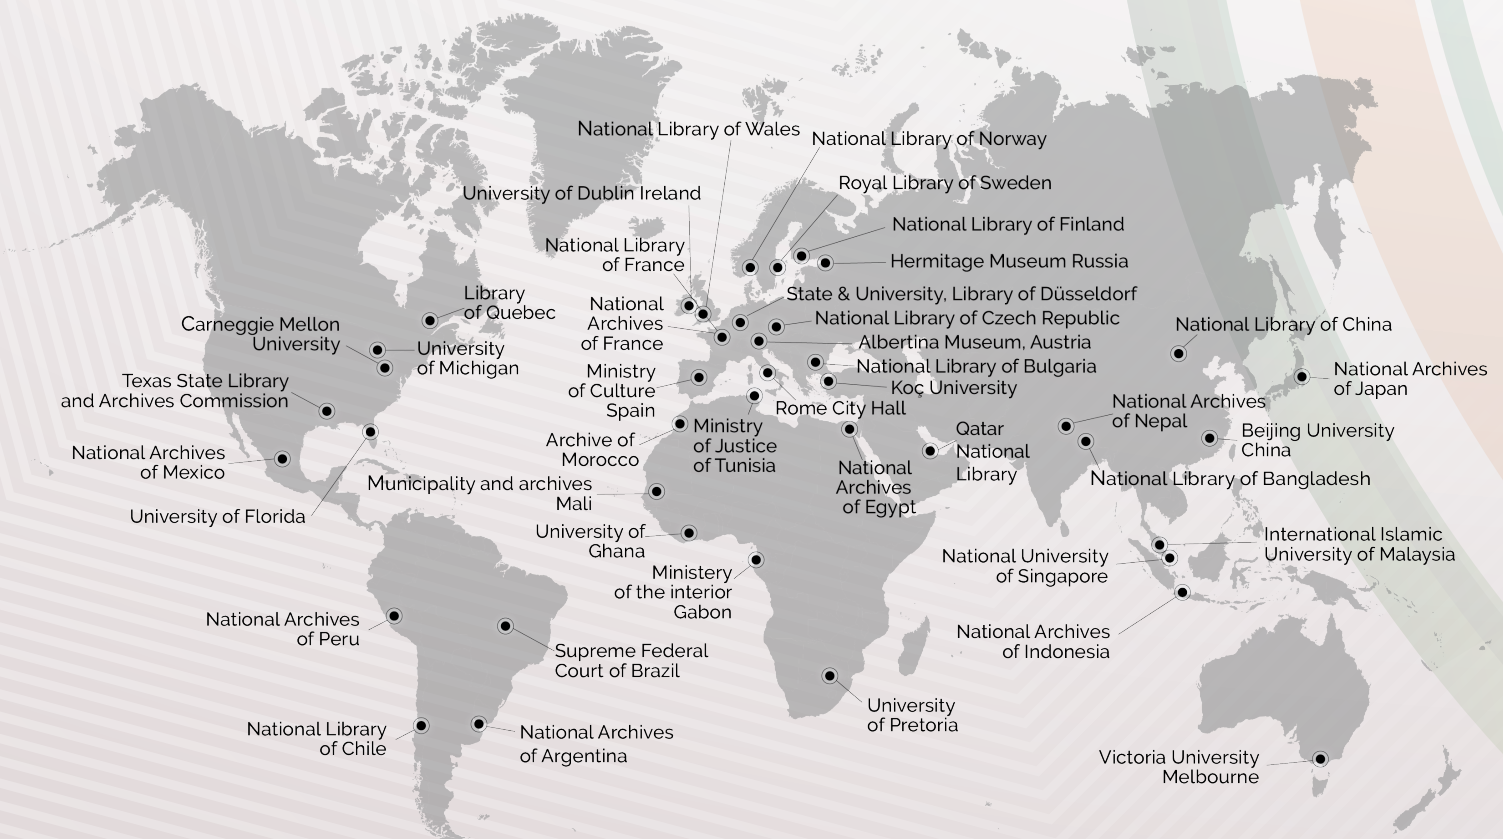 National Library of Wales
National Library of Norway
University of Dublin Ireland
Royal Library of Sweden
National Library of Finland
National Library
of France
Hermitage Museum Russia
Library
of Quebec
National
Archives
of France
State & University, Library of Düsseldorf
National Library of Czech Republic
Albertina Museum, Austria
National Library of Bulgaria
Koç University
Carneggie Mellon
University
University
of Michigan
Texas State Library
and Archives Commission
Ministry
of Culture
Spain
Rome City Hall
National Library of China
National Archives
of Japan
National Archives
of Nepal
Beijing University
China
National Library of Bangladesh
National Archives
of Mexico
University of Florida
Archive of
Morocco
Ministry
of Justice
of Tunisia
National
Archives
of Egypt
Qatar
National
Library
Municipality and archives
Mali
University of
Ghana
Ministery
of the interior
Gabon
National University
of Singapore
International Islamic
University of Malaysia
National Archives
of Peru
Supreme Federal
Court of Brazil
National Archives
of Indonesia
University
of Pretoria
National Library
of Chile
National Archives
of Argentina
Victoria University
Melbourne